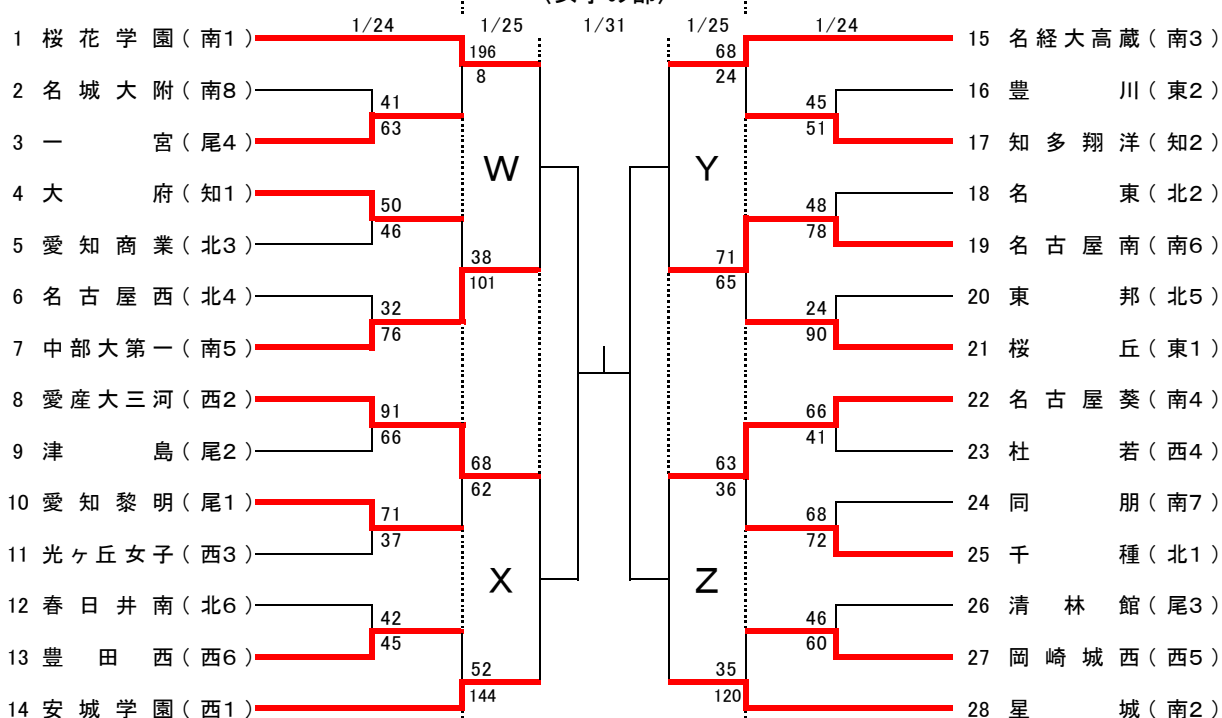 1/24 1/25 1/31 1/25 1/24
1 桜花学園(南1)
2 名城大附(南8)
3 一宮(尾4)
4 大府(知1)
5 愛知商業(北3)
6 名古屋西(北4)
7 中部大第一(南5)
8 愛産大三河(西2)
9 津島(尾2)
10 愛知黎明(尾1)
11 光ヶ丘女子(西3)
12 春日井南(北6)
13 豊田西(西6)
14 安城学園(西1)
41
63
50
46
32
76
91
66
71
37
42
45
196
8
W
38
101
68
62
X
52
144
68
24
Y
71
65
63
36
Z
35
120
45
51
48
78
24
90
66
41
68
72
46
60
15 名経大高蔵(南3)
16 豊川(東2)
17 知多翔洋(知2)
18 名東(北2)
19 名古屋南(南6)
20 東邦(北5)
21 桜丘(東1)
22 名古屋葵(南4)
23 杜若(西4)
24 同朋(南7)
25 千種(北1)
26 清林館(尾3)
27 岡崎城西(西5)
28 星城(南2)